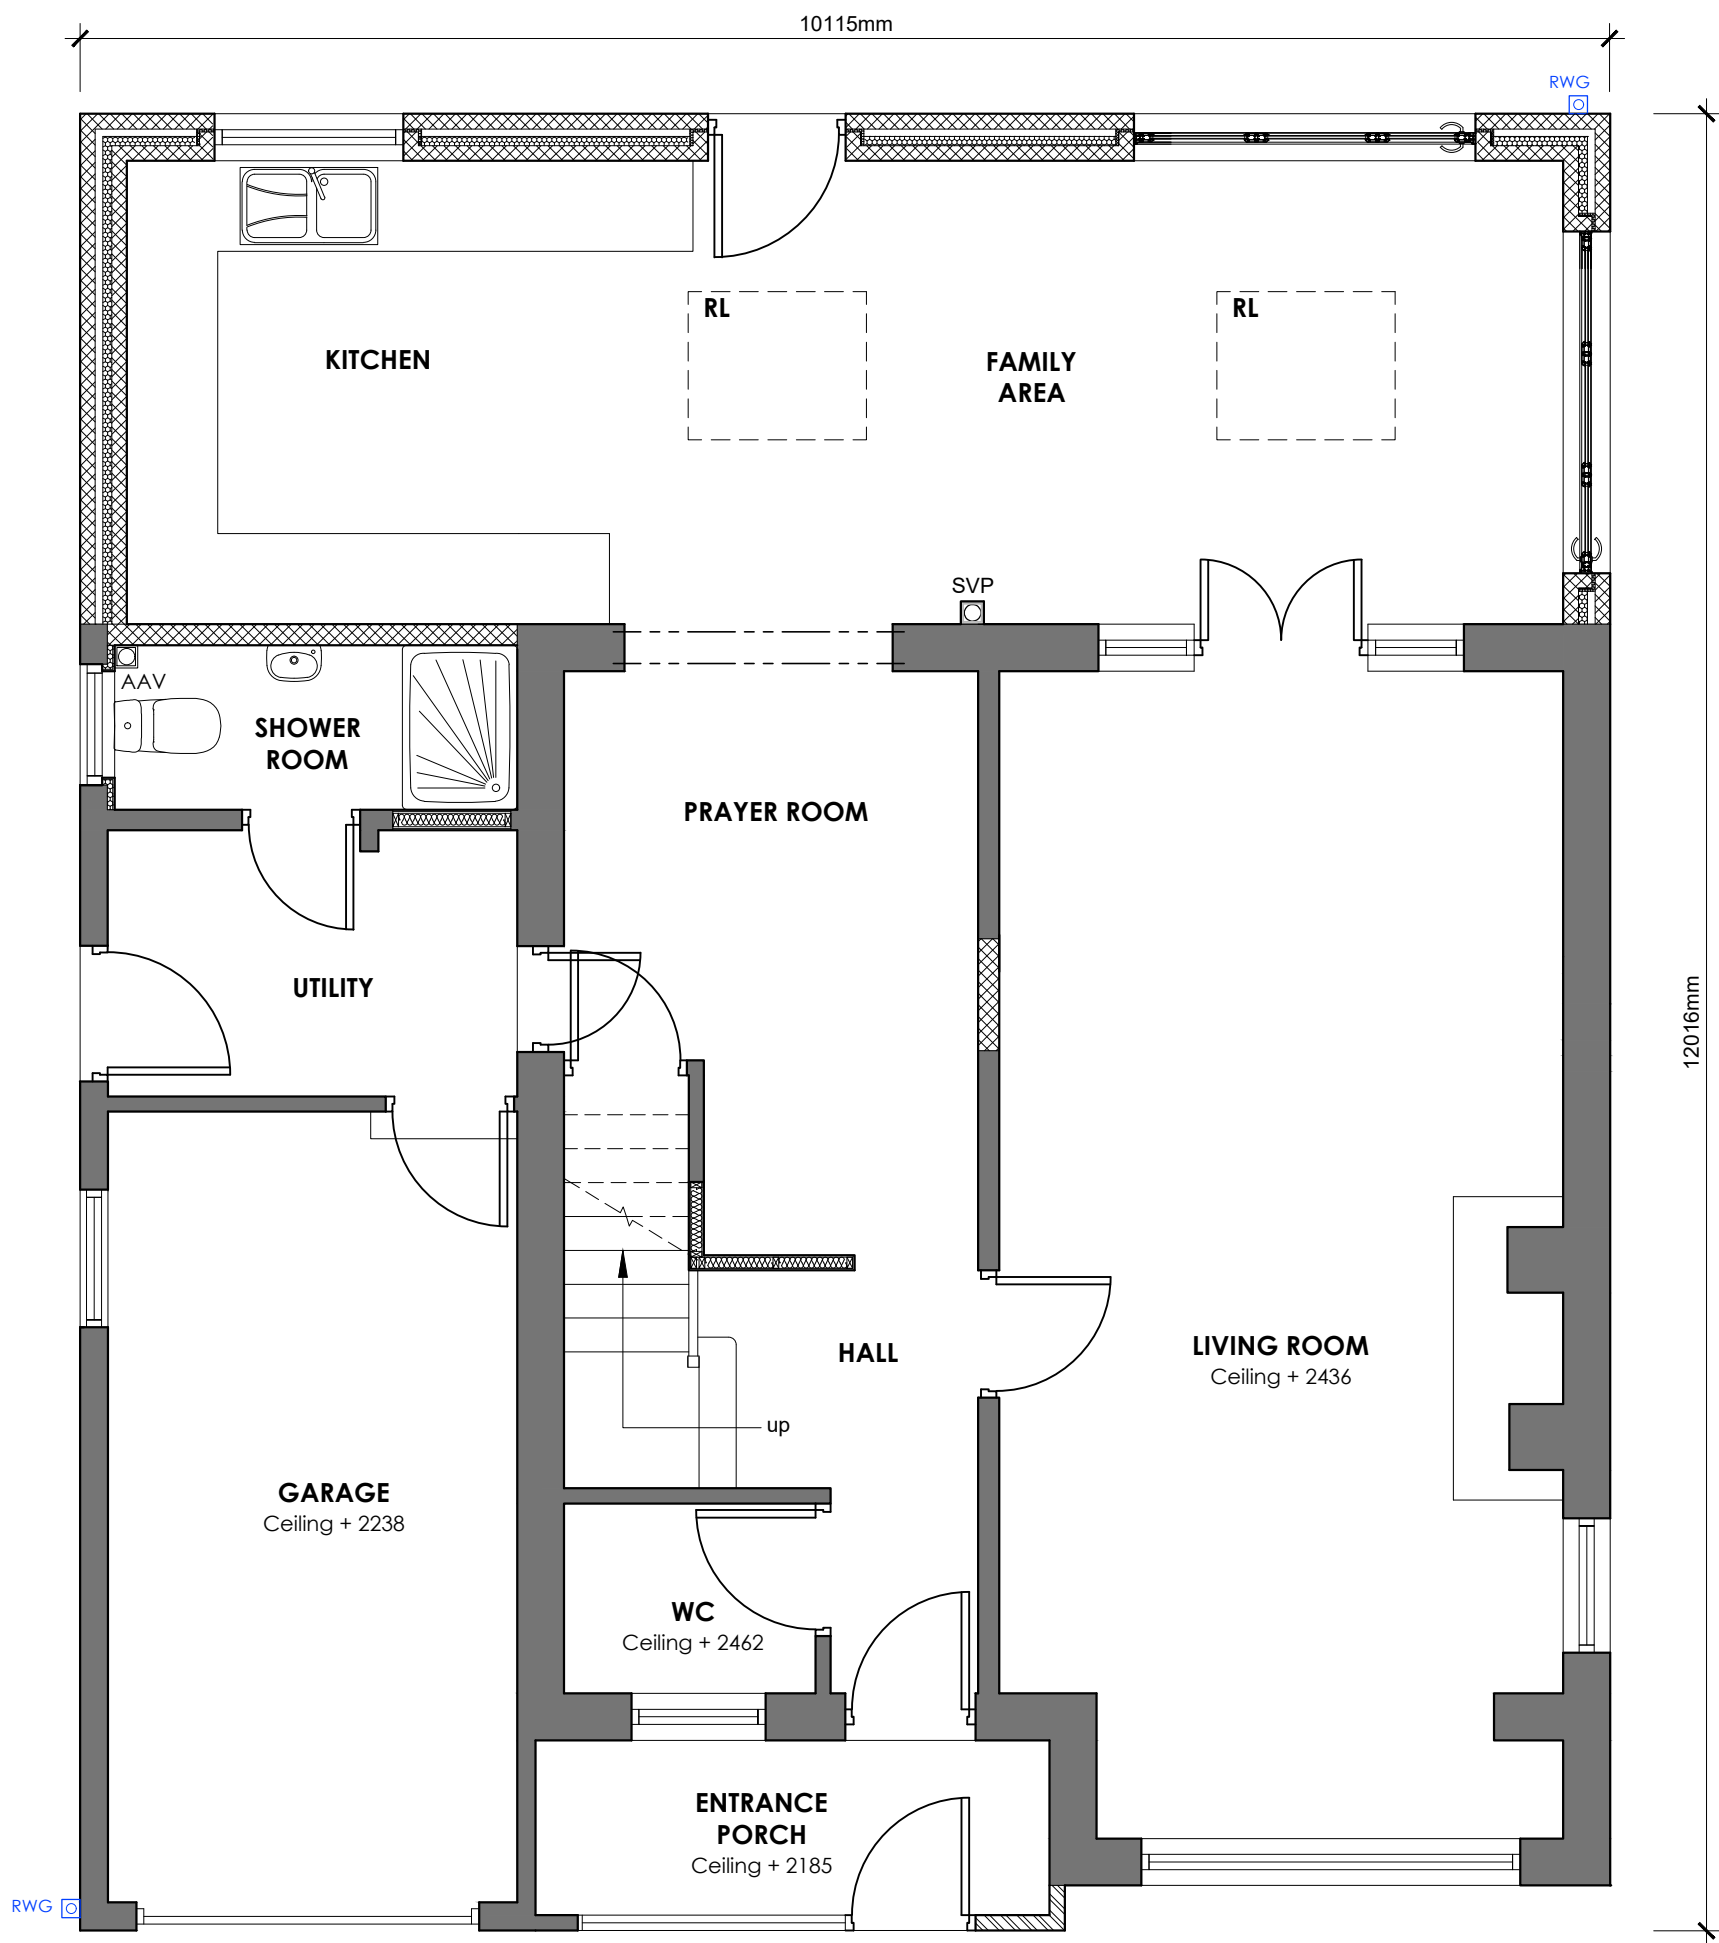 10115mm
RWG
RL
RL
KITCHEN
FAMILY
AREA
SVP
AAV
SHOWER
ROOM
PRAYER ROOM
UTILITY
12016mm
HALL
LIVING ROOM
Ceiling + 2436
up
GARAGE
Ceiling + 2238
WC
Ceiling + 2462
ENTRANCE
PORCH
Ceiling + 2185
RWG